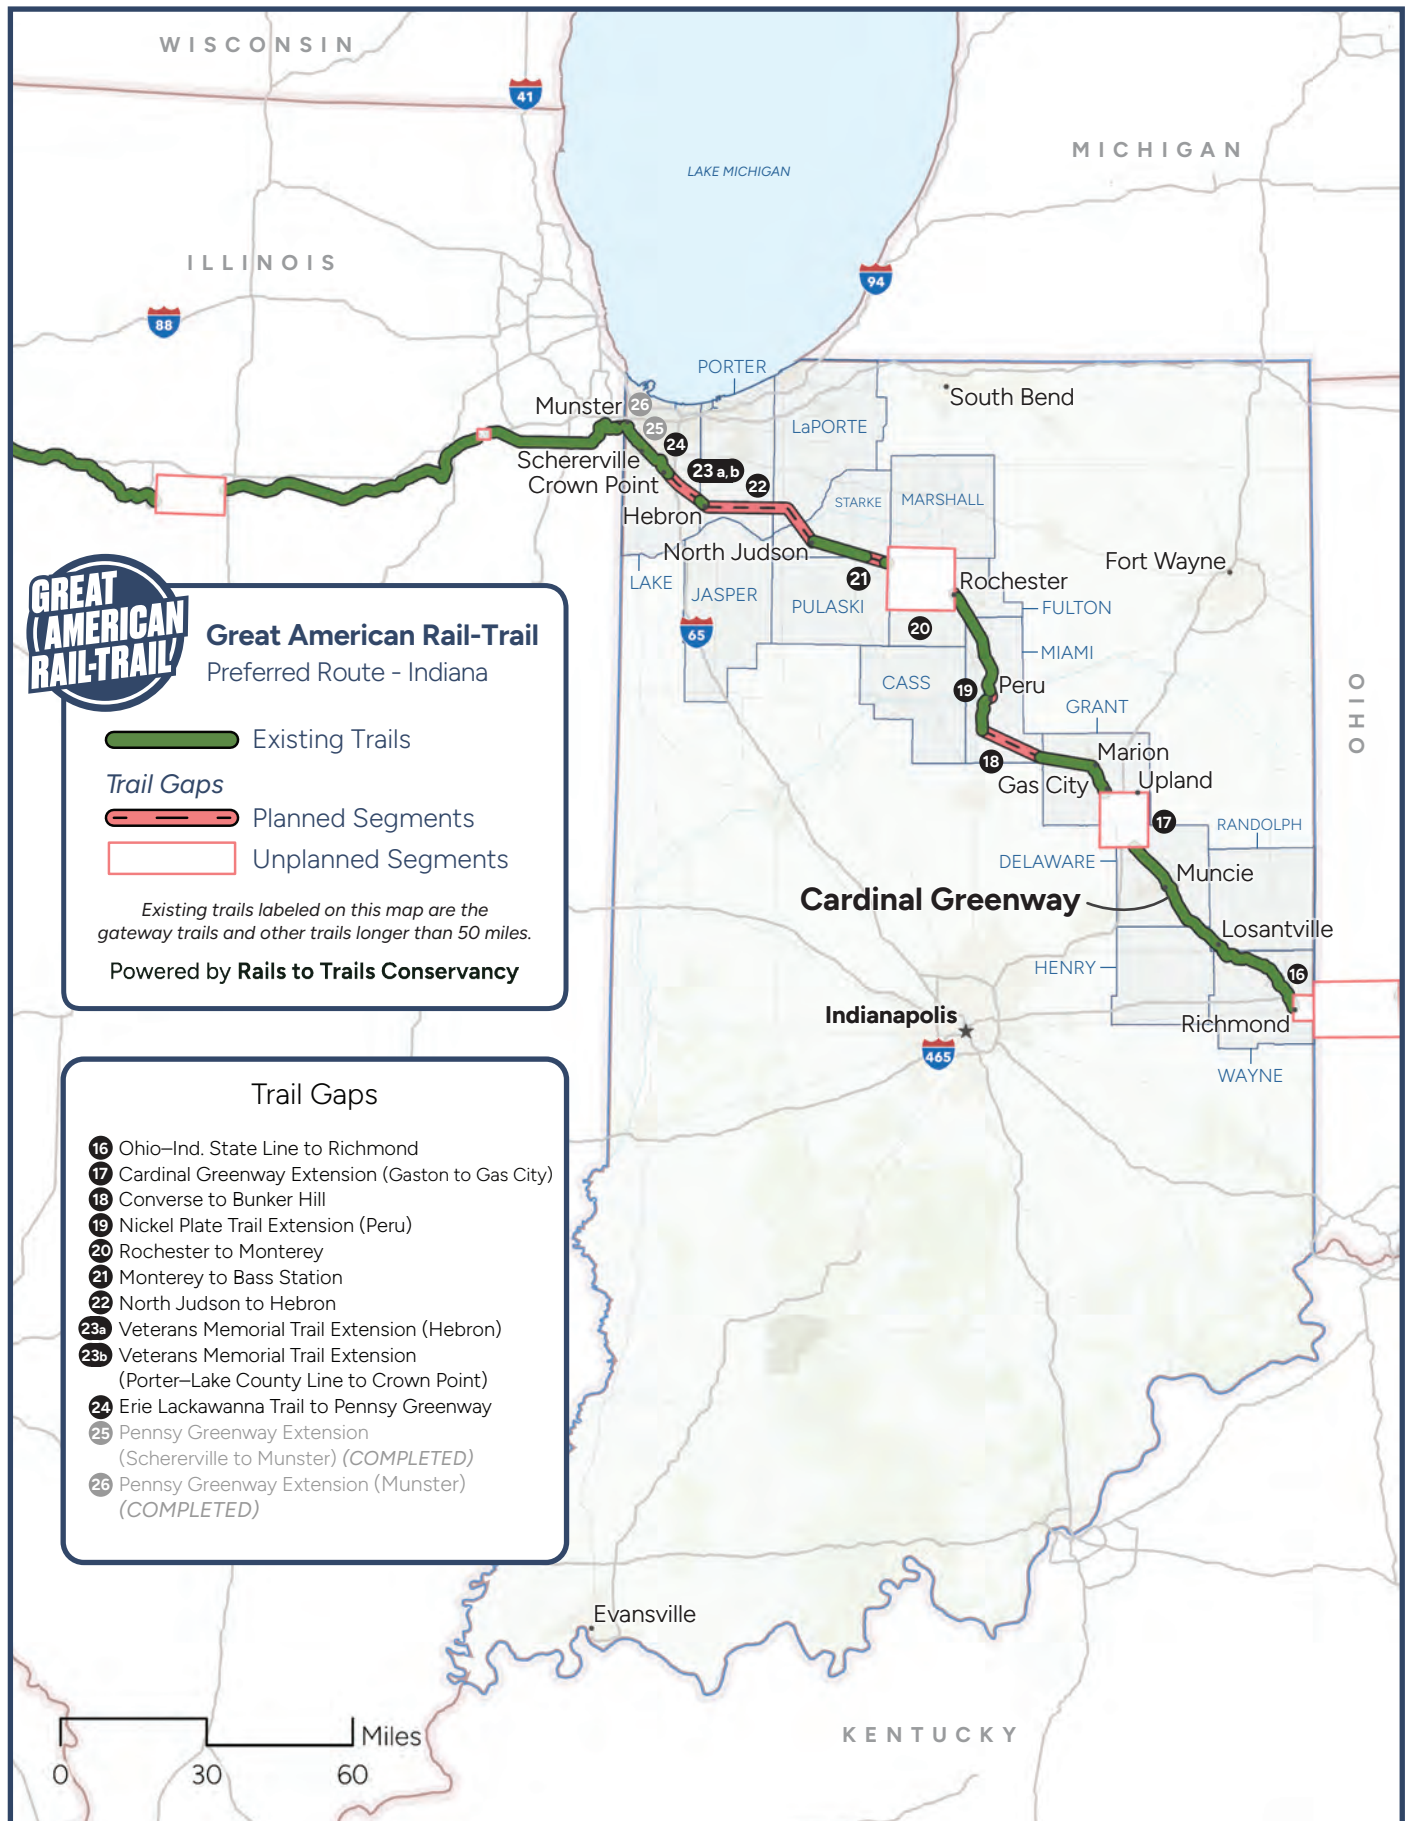 WISCONSIN
41
MICHIGAN
LAKE MICHIGAN
ILLINOIS
94
88
PORTER
South Bend
Munster
26
25
LaPORTE
24
Schererville
23 a,b
22
Crown Point
STARKE
MARSHALL
Hebron
North Judson
Fort Wayne
LAKE
21
Rochester
JASPER
PULASKI
FULTON
65
20
MIAMI
CASS
19
Peru
GRANT
OHIO
Marion
18
Gas City
Upland
17
RANDOLPH
DELAWARE
Muncie
Cardinal Greenway
Losantville
HENRY
16
Indianapolis
Richmond
465
WAYNE
GREAT
AMERICAN
RAIL-TRAIL
Great American Rail-Trail
Preferred Route - Indiana
Existing Trails
Trail Gaps
Planned Segments
Unplanned Segments
Existing trails labeled on this map are the
gateway trails and other trails longer than 50 miles.
Powered by Rails to Trails Conservancy
Trail Gaps
16 Ohio–Ind. State Line to Richmond
17 Cardinal Greenway Extension (Gaston to Gas City)
18 Converse to Bunker Hill
19 Nickel Plate Trail Extension (Peru)
20 Rochester to Monterey
21 Monterey to Bass Station
22 North Judson to Hebron
23a Veterans Memorial Trail Extension (Hebron)
23b Veterans Memorial Trail Extension
(Porter–Lake County Line to Crown Point)
24 Erie Lackawanna Trail to Pennsy Greenway
25 Pennsy Greenway Extension
(Schererville to Munster) (COMPLETED)
26 Pennsy Greenway Extension (Munster)
(COMPLETED)
Evansville
KENTUCKY
Miles
0 30 60